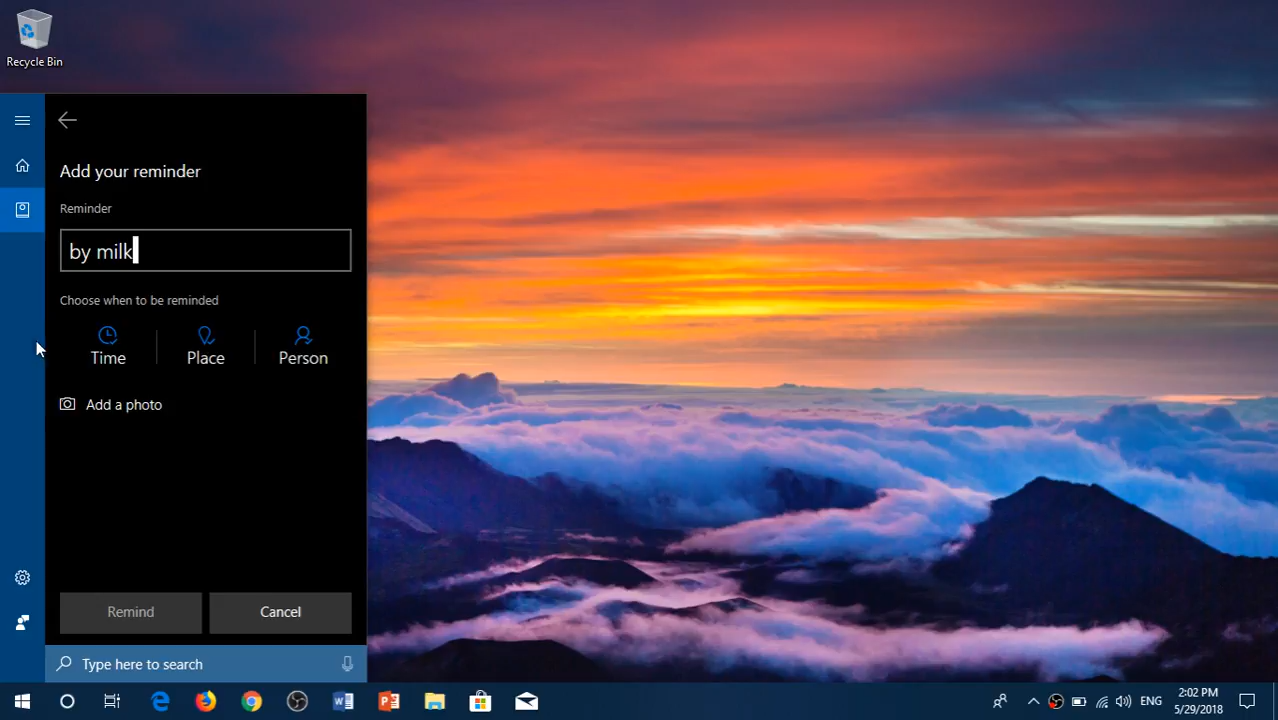 Recycle Bin
Add your reminder
Reminder
by milk
Choose when to be reminded
Time
Place
Person
Add a photo
Remind
Cancel
Type here to search
ENG
2:02 PM
5/29/2018